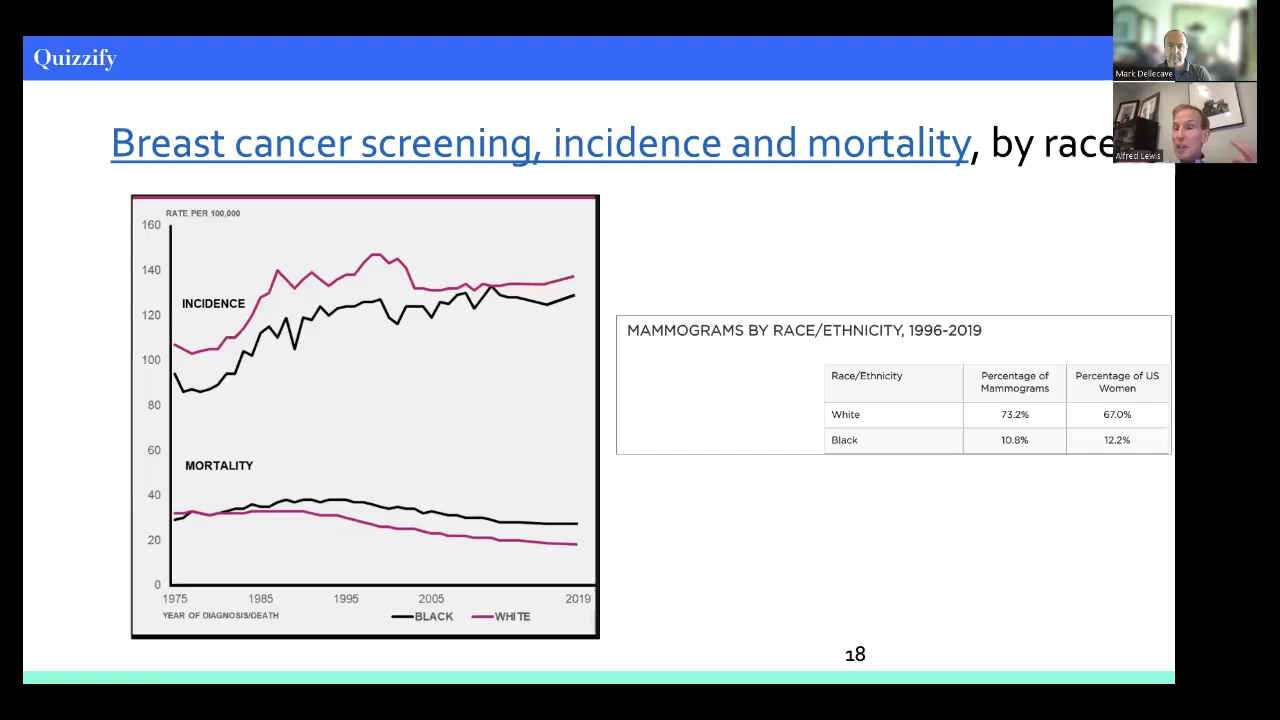 Quizzify
Mark Dellecave
Alfred Lewis
Breast cancer screening, incidence and mortality, by race
RATE PER 100,000
160
140
120
100
80
60
40
20
0
INCIDENCE
MORTALITY
1975 1985 1995 2005 2019
YEAR OF DIAGNOSIS/DEATH
BLACK WHITE
MAMMOGRAMS BY RACE/ETHNICITY, 1996-2019
Race/Ethnicity Percentage of Mammograms Percentage of US Women
White 73.2% 67.0%
Black 10.8% 12.2%
18